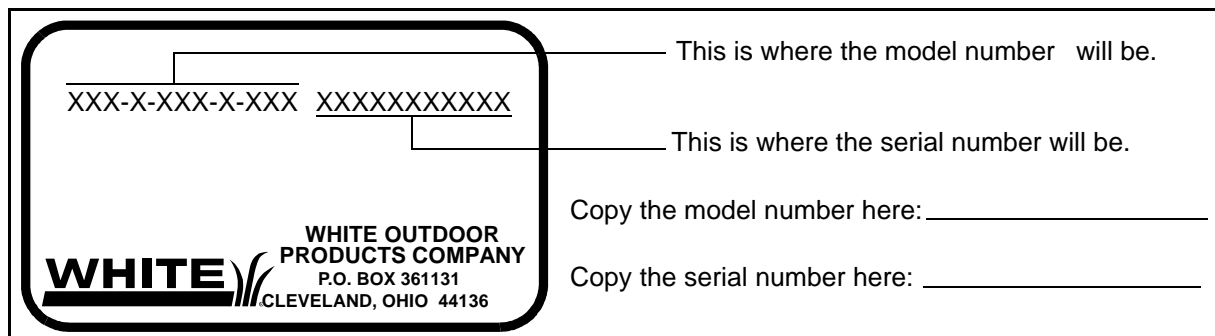 This is where the model number will be.
XXX-X-XXX-X-XXX XXXXXXXXXXX
This is where the serial number will be.
Copy the model number here:
WHITE OUTDOOR
PRODUCTS COMPANY
P.O. BOX 361131
CLEVELAND, OHIO 44136
WHITE
Copy the serial number here: